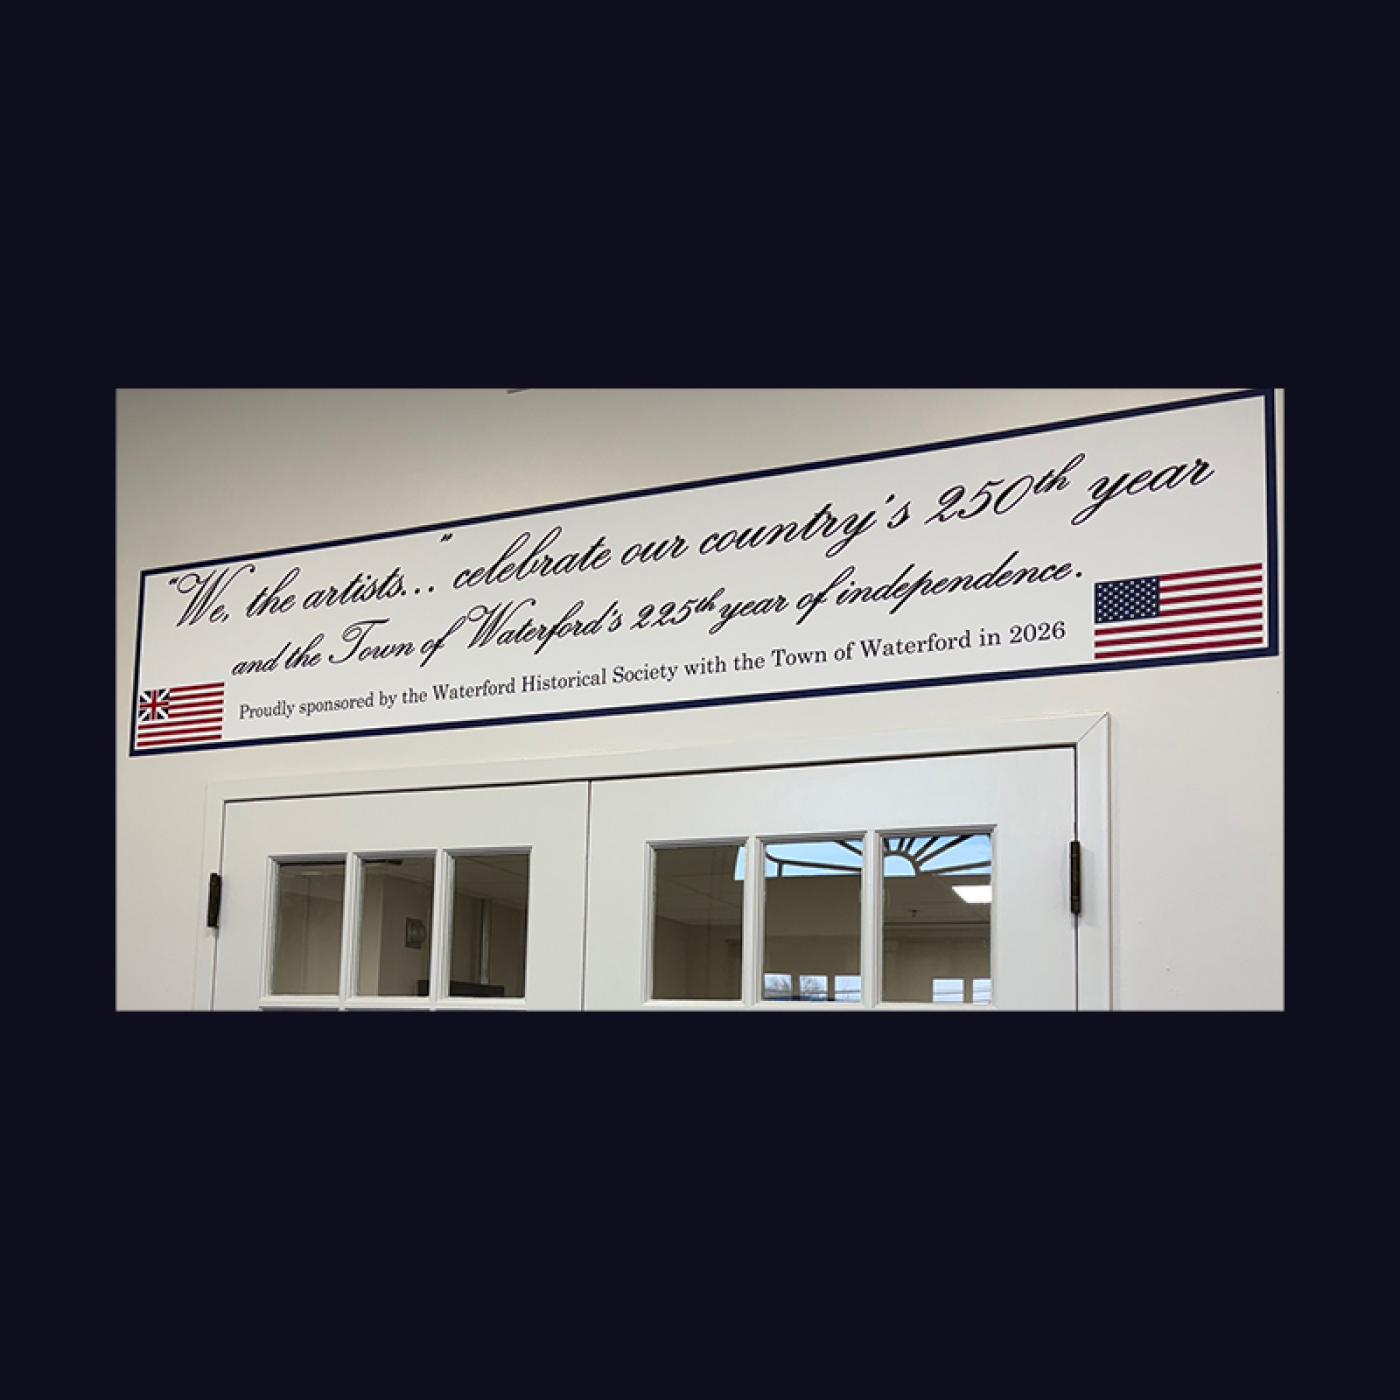 “We, the artists...” celebrate our country's 250th year
and the Town of Waterford's 225th year of independence.
Proudly sponsored by the Waterford Historical Society with the Town of Waterford in 2026